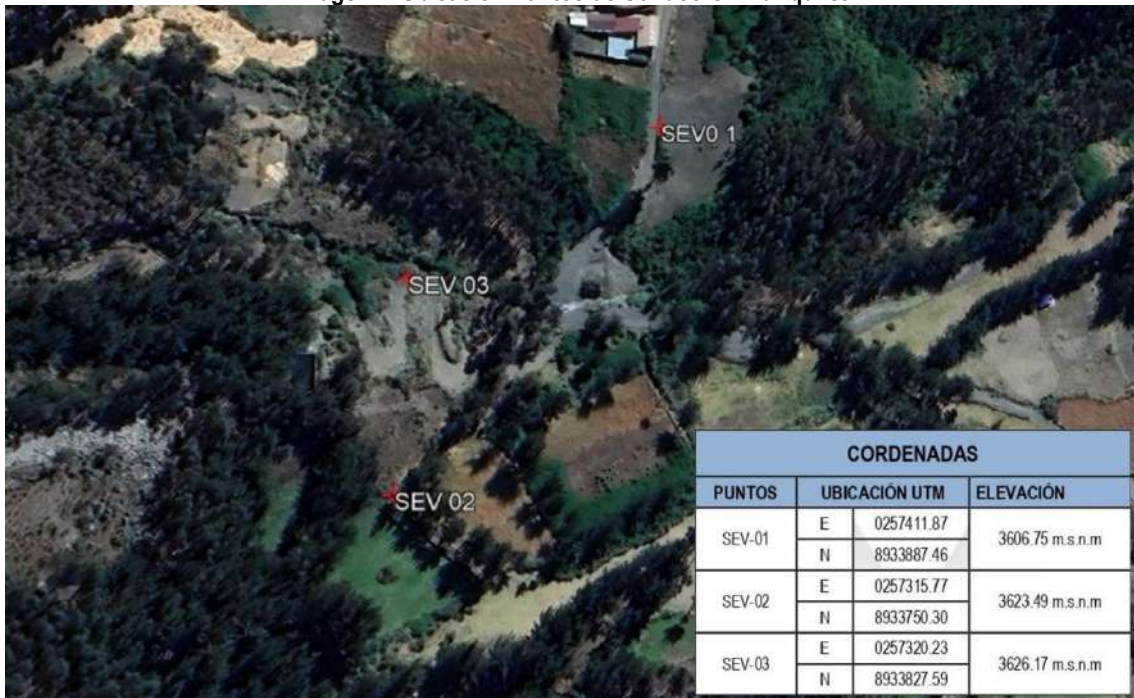 SEV0 1
SEV 03
SEV 02
CORDENADAS
PUNTOS UBICACIÓN UTM ELEVACIÓN
SEV-01 E 0257411.87 3606.75 m.s.n.m
N 8933887.46
SEV-02 E 0257315.77 3623.49 m.s.n.m
N 8933750.30
SEV-03 E 0257320.23 3626.17 m.s.n.m
N 8933827.59